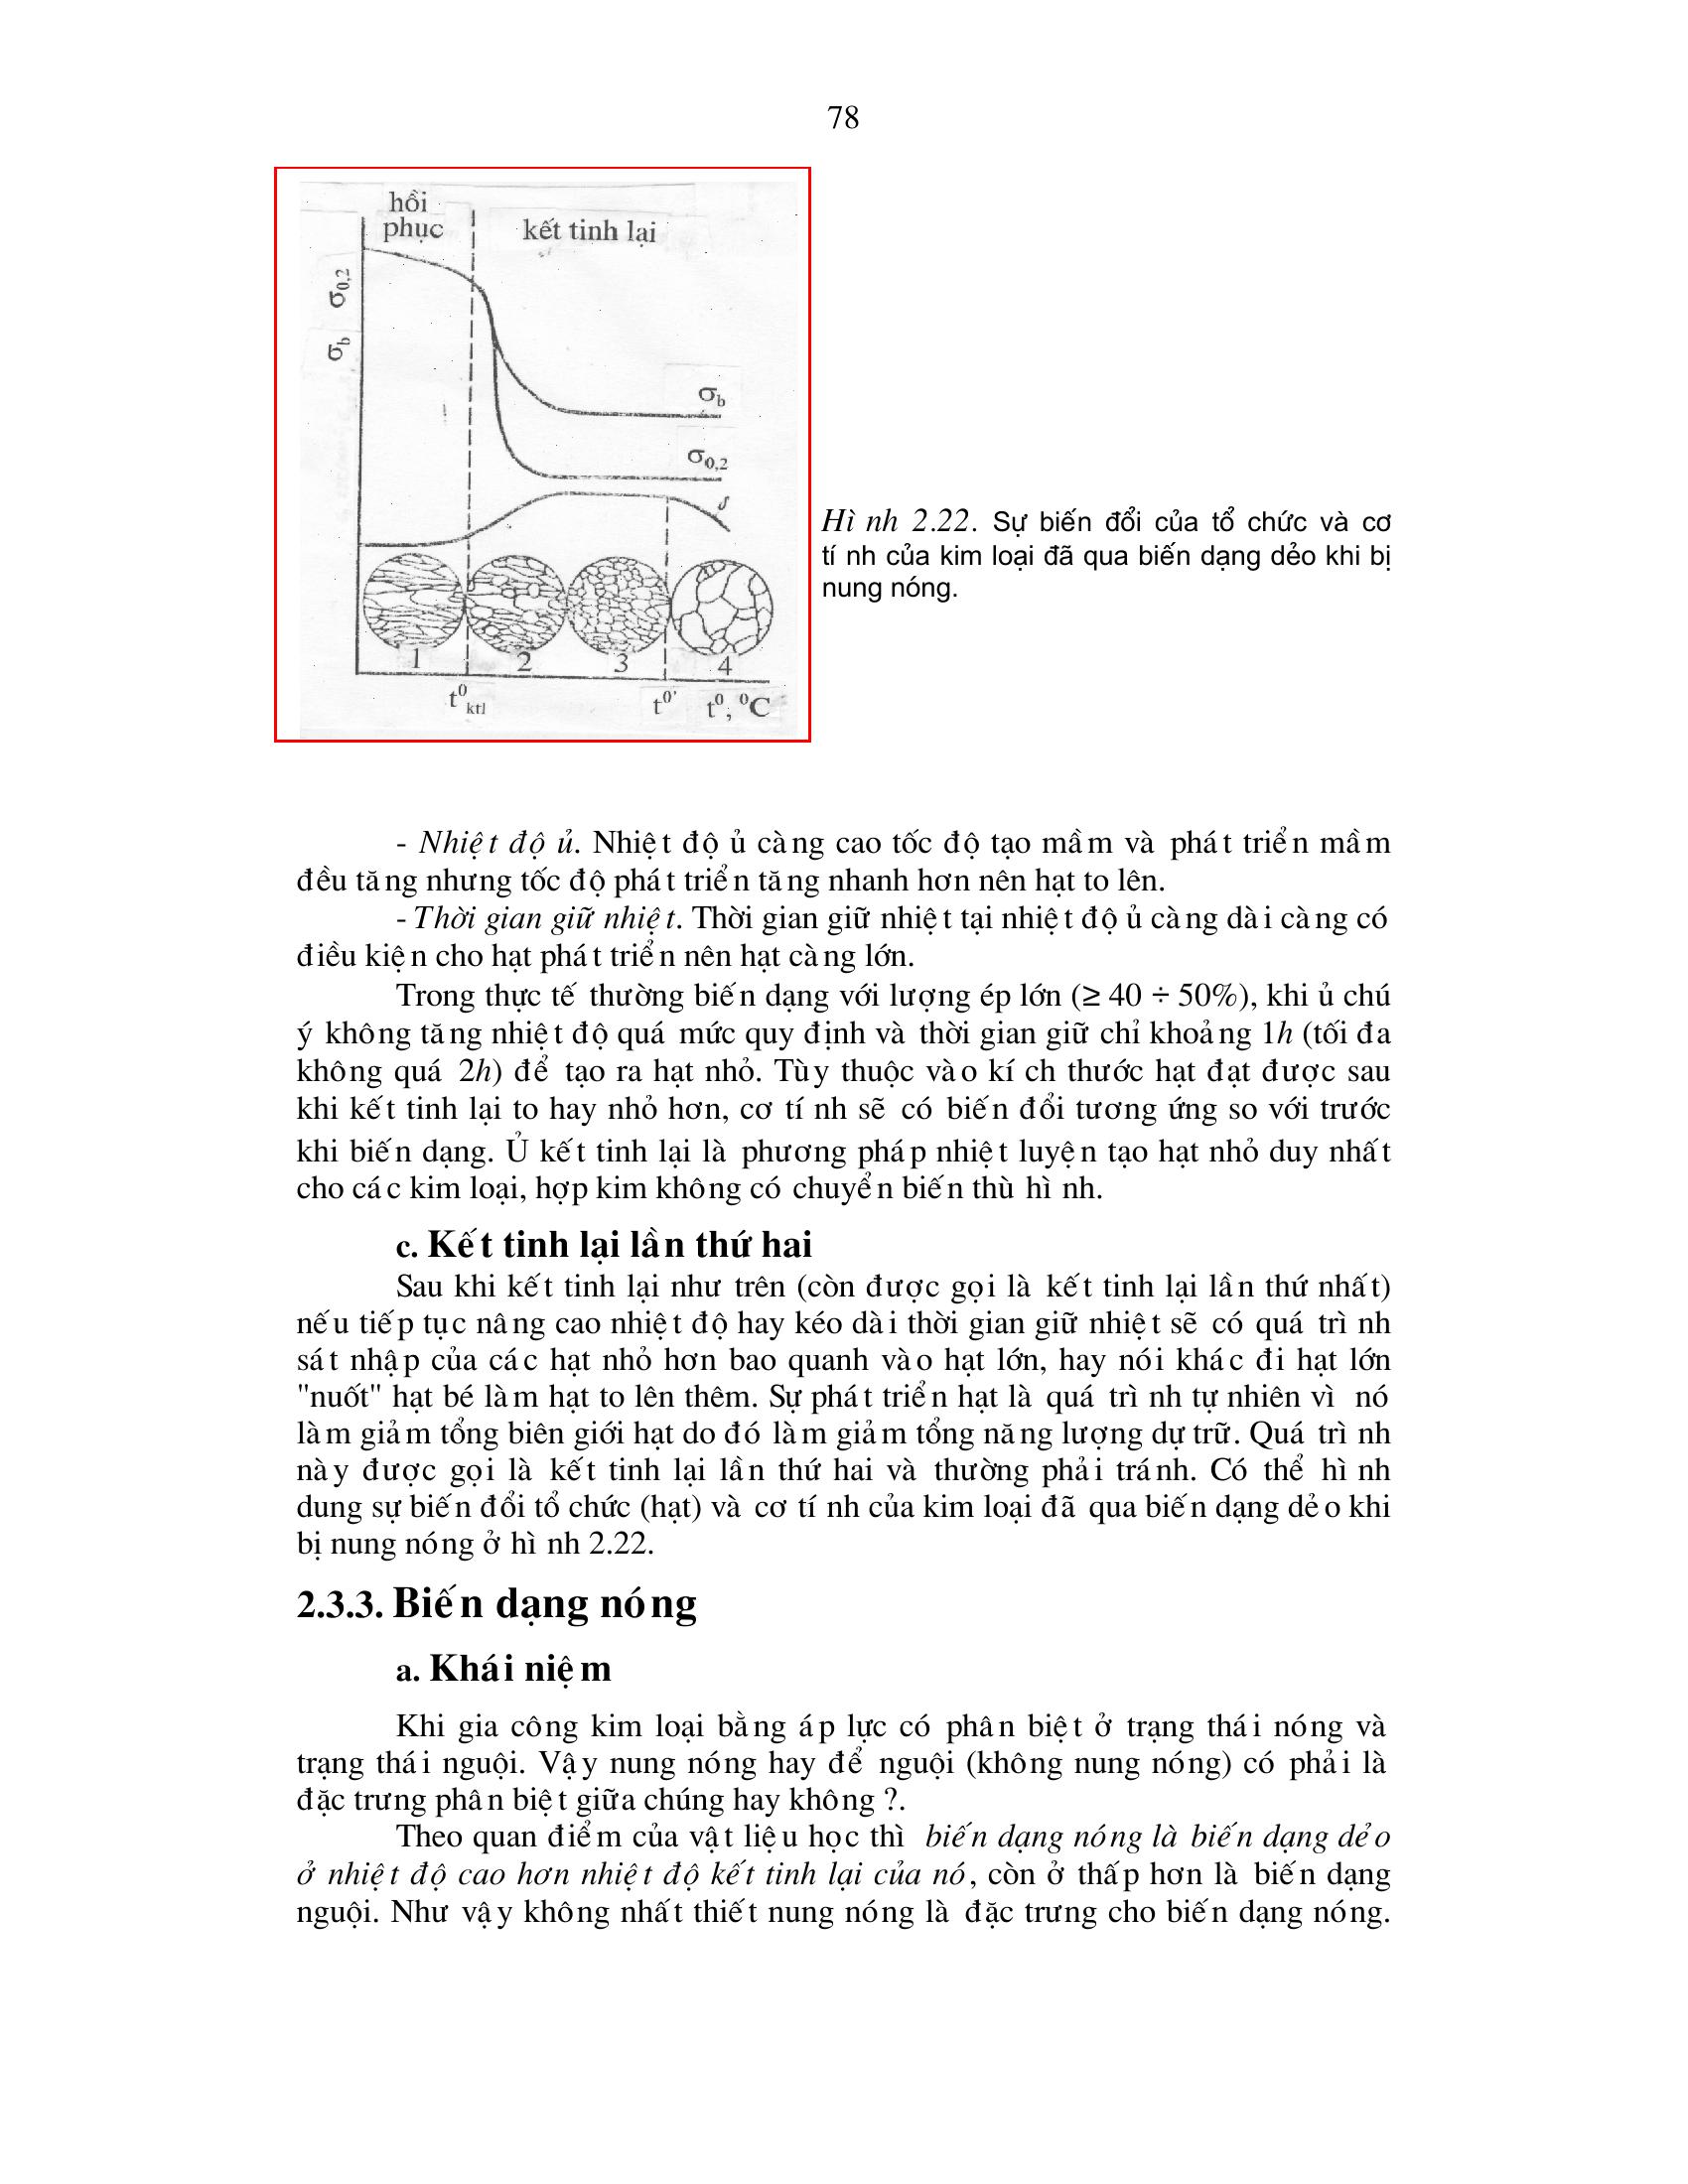 78
hồi
phục
kết tinh lại
σ0,2
σb
σb
σ0,2
δ
1 2 3 4
t⁰ktl t⁰' t⁰, ⁰C
Hình 2.22. Sự biến đổi của tổ chức và cơ
tính của kim loại đã qua biến dạng dẻo khi bị
nung nóng.
- Nhiệt độ ủ. Nhiệt độ ủ càng cao tốc độ tạo mầm và phát triển mầm
đều tăng nhưng tốc độ phát triển tăng nhanh hơn nên hạt to lên.
- Thời gian giữ nhiệt. Thời gian giữ nhiệt tại nhiệt độ ủ càng dài càng có
điều kiện cho hạt phát triển nên hạt càng lớn.
Trong thực tế thường biến dạng với lượng ép lớn (≥ 40 ÷ 50%), khi ủ chú
ý không tăng nhiệt độ quá mức quy định và thời gian giữ chỉ khoảng 1h (tối đa
không quá 2h) để tạo ra hạt nhỏ. Tùy thuộc vào kích thước hạt đạt được sau
khi kết tinh lại to hay nhỏ hơn, cơ tính sẽ có biến đổi tương ứng so với trước
khi biến dạng. Ủ kết tinh lại là phương pháp nhiệt luyện tạo hạt nhỏ duy nhất
cho các kim loại, hợp kim không có chuyển biến thù hình.
c. Kết tinh lại lần thứ hai
Sau khi kết tinh lại như trên (còn được gọi là kết tinh lại lần thứ nhất)
nếu tiếp tục nâng cao nhiệt độ hay kéo dài thời gian giữ nhiệt sẽ có quá trình
sát nhập của các hạt nhỏ hơn bao quanh vào hạt lớn, hay nói khác đi hạt lớn
"nuốt" hạt bé làm hạt to lên thêm. Sự phát triển hạt là quá trình tự nhiên vì nó
làm giảm tổng biên giới hạt do đó làm giảm tổng năng lượng dự trữ. Quá trình
này được gọi là kết tinh lại lần thứ hai và thường phải tránh. Có thể hình
dung sự biến đổi tổ chức (hạt) và cơ tính của kim loại đã qua biến dạng dẻo khi
bị nung nóng ở hình 2.22.
2.3.3. Biến dạng nóng
a. Khái niệm
Khi gia công kim loại bằng áp lực có phân biệt ở trạng thái nóng và
trạng thái nguội. Vậy nung nóng hay để nguội (không nung nóng) có phải là
đặc trưng phân biệt giữa chúng hay không ?.
Theo quan điểm của vật liệu học thì biến dạng nóng là biến dạng dẻo
ở nhiệt độ cao hơn nhiệt độ kết tinh lại của nó, còn ở thấp hơn là biến dạng
nguội. Như vậy không nhất thiết nung nóng là đặc trưng cho biến dạng nóng.